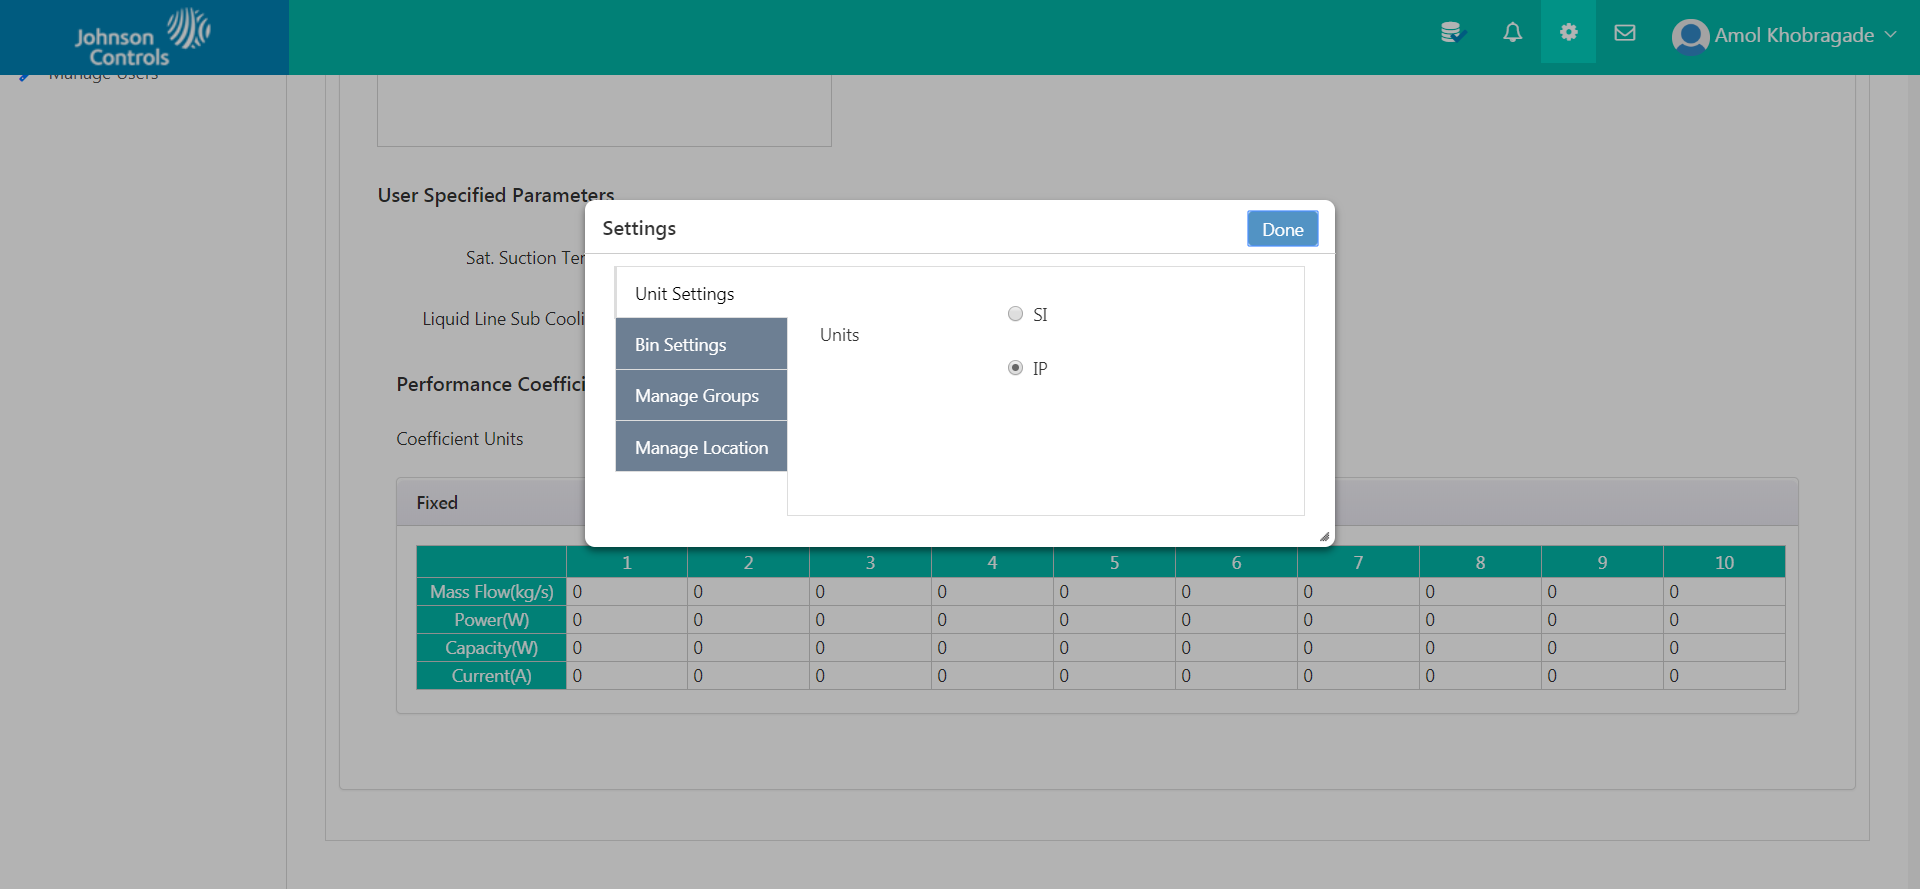 Johnson
Controls
Amol Khobragade
Manage Users
User Specified Parameters
Settings
Done
Sat. Suction Te
Unit Settings
SI
Units
Liquid Line Sub Cooli
Bin Settings
IP
Performance Coeffici
Manage Groups
Coefficient Units
Manage Location
Fixed
1 2 3 4 5 6 7 8 9 10
Mass Flow(kg/s) 0 0 0 0 0 0 0 0 0 0
Power(W) 0 0 0 0 0 0 0 0 0 0
Capacity(W) 0 0 0 0 0 0 0 0 0 0
Current(A) 0 0 0 0 0 0 0 0 0 0